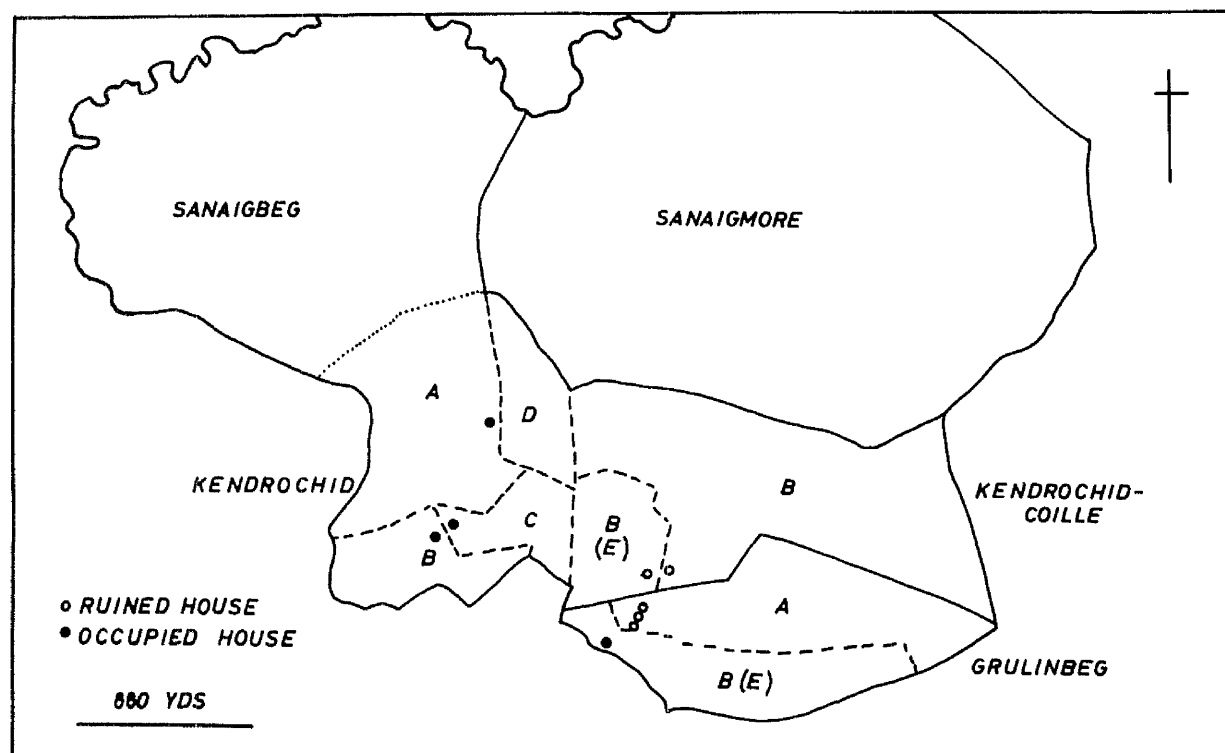 SANAIGBEG
SANAIGMORE
A
D
KENDROCHID
B
KENDROCHID-
COILLE
C
B
(E)
B
A
○ RUINED HOUSE
● OCCUPIED HOUSE
GRULINBEG
B (E)
880 YDS